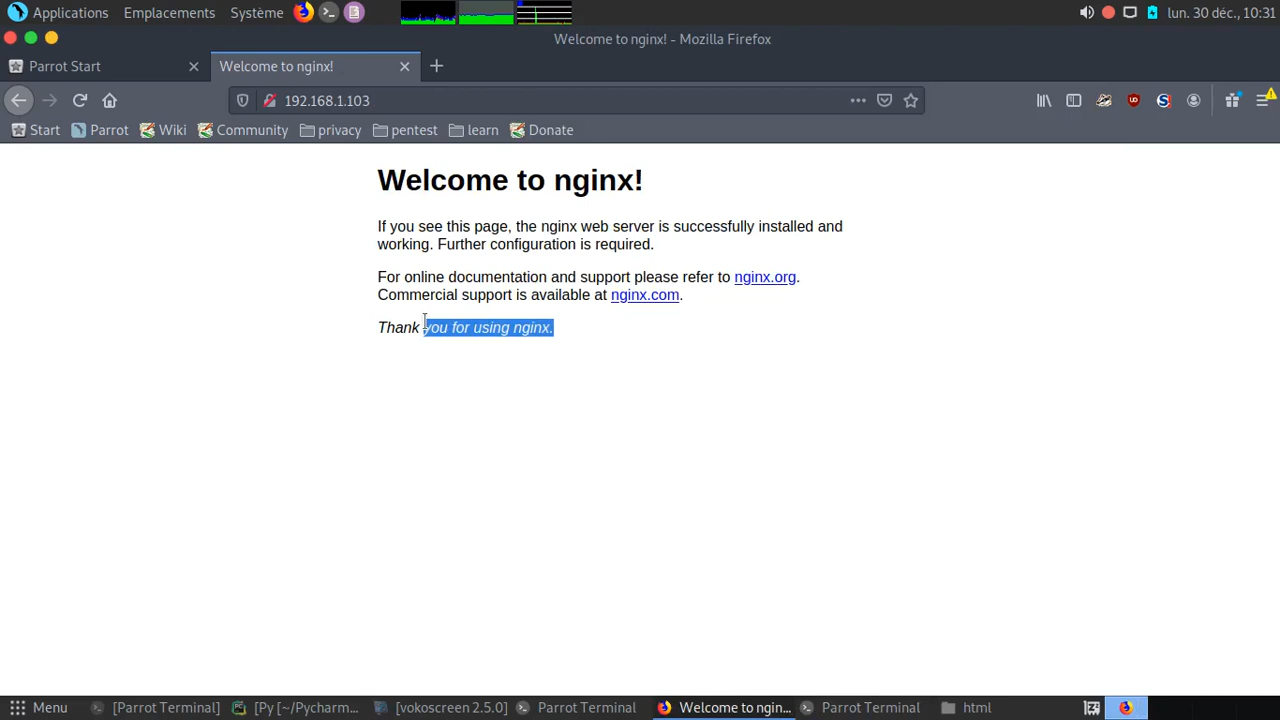 Applications Emplacements Système lun. 30 déc., 10:31
Welcome to nginx! - Mozilla Firefox
Parrot Start Welcome to nginx!
192.168.1.103
Start Parrot Wiki Community privacy pentest learn Donate
Welcome to nginx!
If you see this page, the nginx web server is successfully installed and
working. Further configuration is required.
For online documentation and support please refer to nginx.org.
Commercial support is available at nginx.com.
Thank you for using nginx.
Menu [Parrot Terminal] [Py [~/Pycharm... [vokoscreen 2.5.0] Parrot Terminal Welcome to ngin... Parrot Terminal html